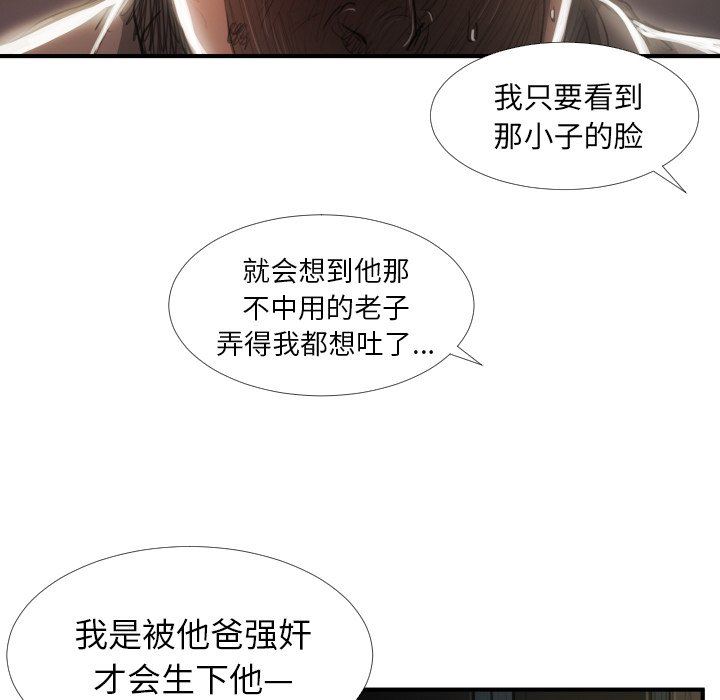 我只要看到
那小子的脸
就会想到他那
不中用的老子
弄得我都想吐了...
我是被他爸强奸
才会生下他—